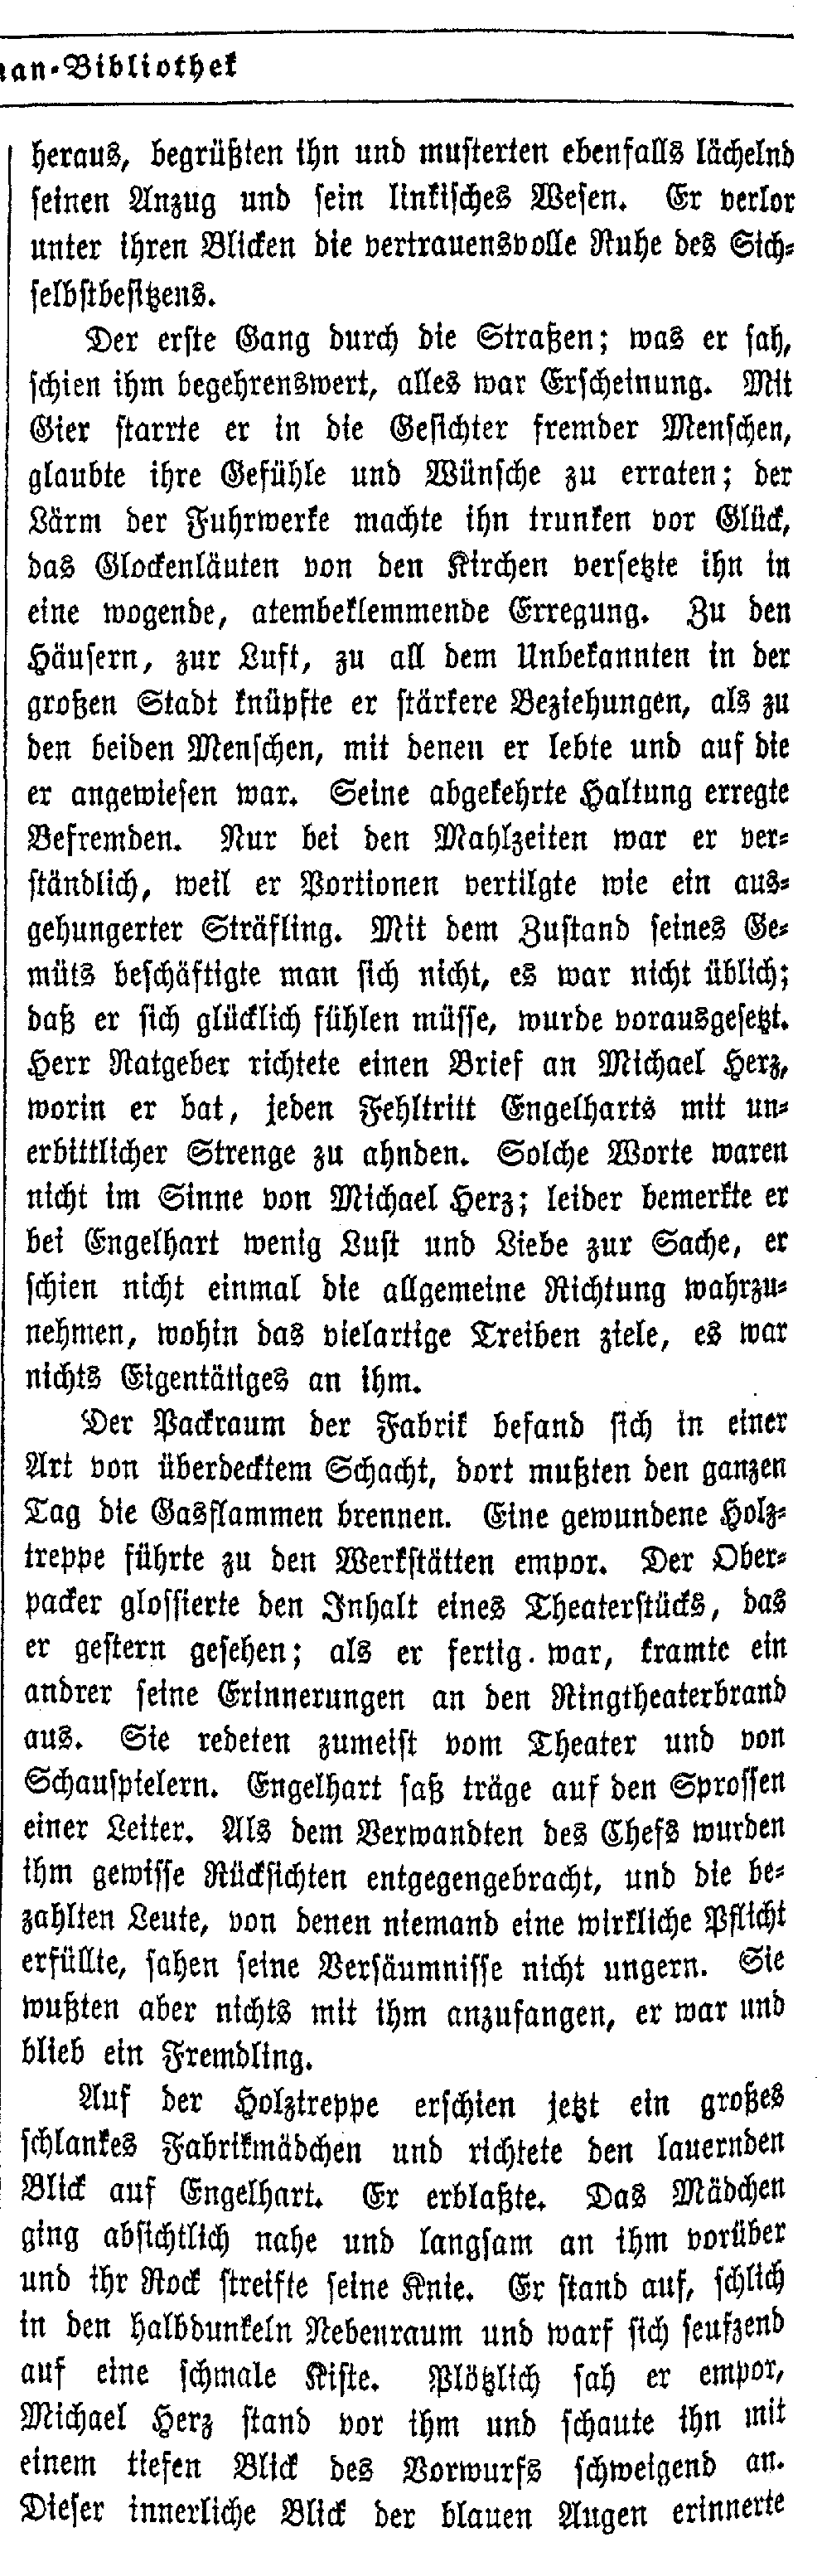 an-Bibliothek
heraus, begrüßten ihn und musterten ebenfalls lächelnd
seinen Anzug und sein linkisches Wesen. Er verlor
unter ihren Blicken die vertrauensvolle Ruhe des Sich-
selbstbesitzens.
Der erste Gang durch die Straßen; was er sah,
schien ihm begehrenswert, alles war Erscheinung. Mit
Gier starrte er in die Gesichter fremder Menschen,
glaubte ihre Gefühle und Wünsche zu erraten; der
Lärm der Fuhrwerke machte ihn trunken vor Glück,
das Glockenläuten von den Kirchen versetzte ihn in
eine wogende, atembeklemmende Erregung. Zu den
Häusern, zur Luft, zu all dem Unbekannten in der
großen Stadt knüpfte er stärkere Beziehungen, als zu
den beiden Menschen, mit denen er lebte und auf die
er angewiesen war. Seine abgekehrte Haltung erregte
Befremden. Nur bei den Mahlzeiten war er ver-
ständlich, weil er Portionen vertilgte wie ein aus-
gehungerter Sträfling. Mit dem Zustand seines Ge-
müts beschäftigte man sich nicht, es war nicht üblich;
daß er sich glücklich fühlen müsse, wurde vorausgesetzt.
Herr Ratgeber richtete einen Brief an Michael Herz,
worin er bat, jeden Fehltritt Engelharts mit un-
erbittlicher Strenge zu ahnden. Solche Worte waren
nicht im Sinne von Michael Herz; leider bemerkte er
bei Engelhart wenig Lust und Liebe zur Sache, er
schien nicht einmal die allgemeine Richtung wahrzu-
nehmen, wohin das vielartige Treiben ziele, es war
nichts Eigentätiges an ihm.
Der Packraum der Fabrik befand sich in einer
Art von überdecktem Schacht, dort mußten den ganzen
Tag die Gasflammen brennen. Eine gewundene Holz-
treppe führte zu den Werkstätten empor. Der Ober-
packer glossierte den Inhalt eines Theaterstücks, das
er gestern gesehen; als er fertig war, kramte ein
andrer seine Erinnerungen an den Ringtheaterbrand
aus. Sie redeten zumeist vom Theater und von
Schauspielern. Engelhart saß träge auf den Sprossen
einer Leiter. Als dem Verwandten des Chefs wurden
ihm gewisse Rücksichten entgegengebracht, und die be-
zahlten Leute, von denen niemand eine wirkliche Pflicht
erfüllte, sahen seine Versäumnisse nicht ungern. Sie
wußten aber nichts mit ihm anzufangen, er war und
blieb ein Fremdling.
Auf der Holztreppe erschien jetzt ein großes
schlankes Fabrikmädchen und richtete den lauernden
Blick auf Engelhart. Er erblaßte. Das Mädchen
ging absichtlich nahe und langsam an ihm vorüber
und ihr Rock streifte seine Knie. Er stand auf, schlich
in den halbdunkeln Nebenraum und warf sich seufzend
auf eine schmale Kiste. Plötzlich sah er empor,
Michael Herz stand vor ihm und schaute ihn mit
einem tiefen Blick des Vorwurfs schweigend an.
Dieser innerliche Blick der blauen Augen erinnerte